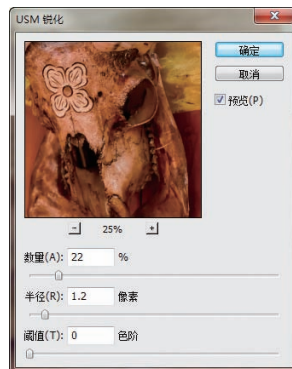 USM 锐化
确定
取消
预览(P)
25%
数量(A): 22 %
半径(R): 1.2 像素
阈值(T): 0 色阶